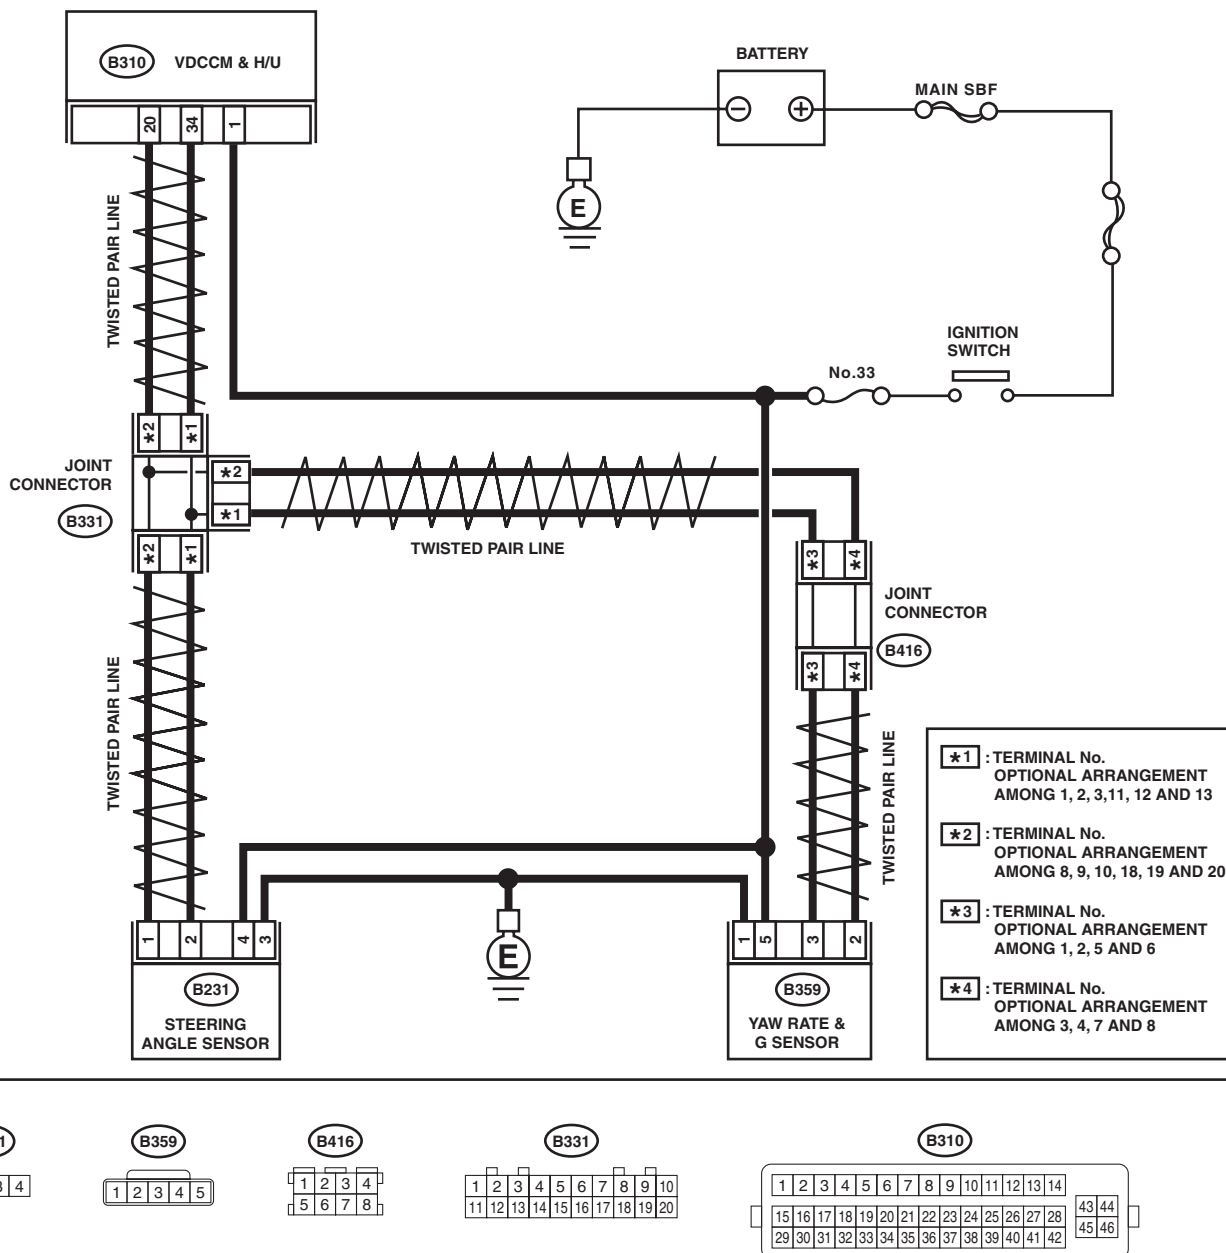 B310 VDCCM & H/U
20 34 1
BATTERY
MAIN SBF
E
TWISTED PAIR LINE
IGNITION
SWITCH
No.33
*2 *1
JOINT
CONNECTOR
B331
*2
*1
*2 *1
TWISTED PAIR LINE
*3 *4
JOINT
CONNECTOR
B416
*3 *4
TWISTED PAIR LINE
TWISTED PAIR LINE
*1 : TERMINAL No.
OPTIONAL ARRANGEMENT
AMONG 1, 2, 3,11, 12 AND 13
*2 : TERMINAL No.
OPTIONAL ARRANGEMENT
AMONG 8, 9, 10, 18, 19 AND 20
*3 : TERMINAL No.
OPTIONAL ARRANGEMENT
AMONG 1, 2, 5 AND 6
*4 : TERMINAL No.
OPTIONAL ARRANGEMENT
AMONG 3, 4, 7 AND 8
1 2 4 3
B231
STEERING
ANGLE SENSOR
E
1 5 3 2
B359
YAW RATE &
G SENSOR
1
3 4
B359
1 2 3 4 5
B416
1 2 3 4
5 6 7 8
B331
1 2 3 4 5 6 7 8 9 10
11 12 13 14 15 16 17 18 19 20
B310
1 2 3 4 5 6 7 8 9 10 11 12 13 14
15 16 17 18 19 20 21 22 23 24 25 26 27 28
29 30 31 32 33 34 35 36 37 38 39 40 41 42
43 44
45 46